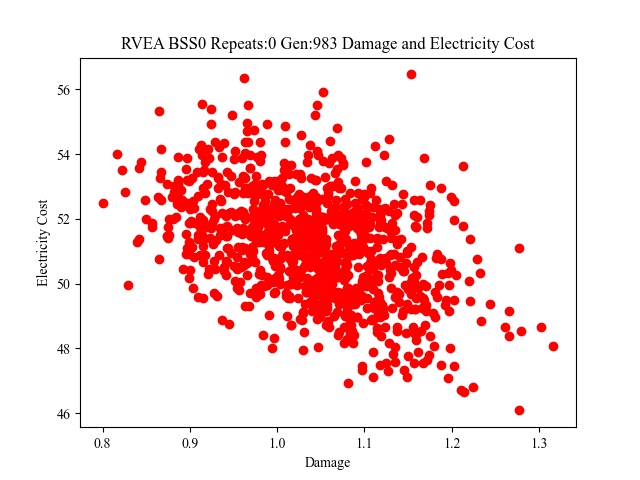 RVEA BSS0 Repeats:0 Gen:983 Damage and Electricity Cost
56
54
52
50
48
46
Electricity Cost
0.8 0.9 1.0 1.1 1.2 1.3
Damage